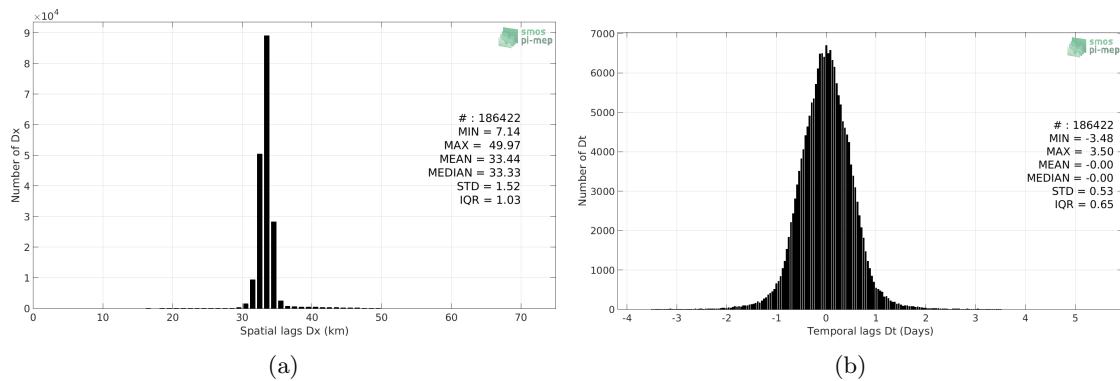 ×10⁴
9
8
7
6
5
4
3
2
1
0
Number of Dx
smos
pi-mep
# : 186422
MIN = 7.14
MAX = 49.97
MEAN = 33.44
MEDIAN = 33.33
STD = 1.52
IQR = 1.03
0 10 20 30 40 50 60 70
Spatial lags Dx (km)
(a)
7000
6000
5000
4000
3000
2000
1000
0
Number of Dt
smos
pi-mep
# : 186422
MIN = -3.48
MAX = 3.50
MEAN = -0.00
MEDIAN = -0.00
STD = 0.53
IQR = 0.65
-4 -3 -2 -1 0 1 2 3 4 5
Temporal lags Dt (Days)
(b)